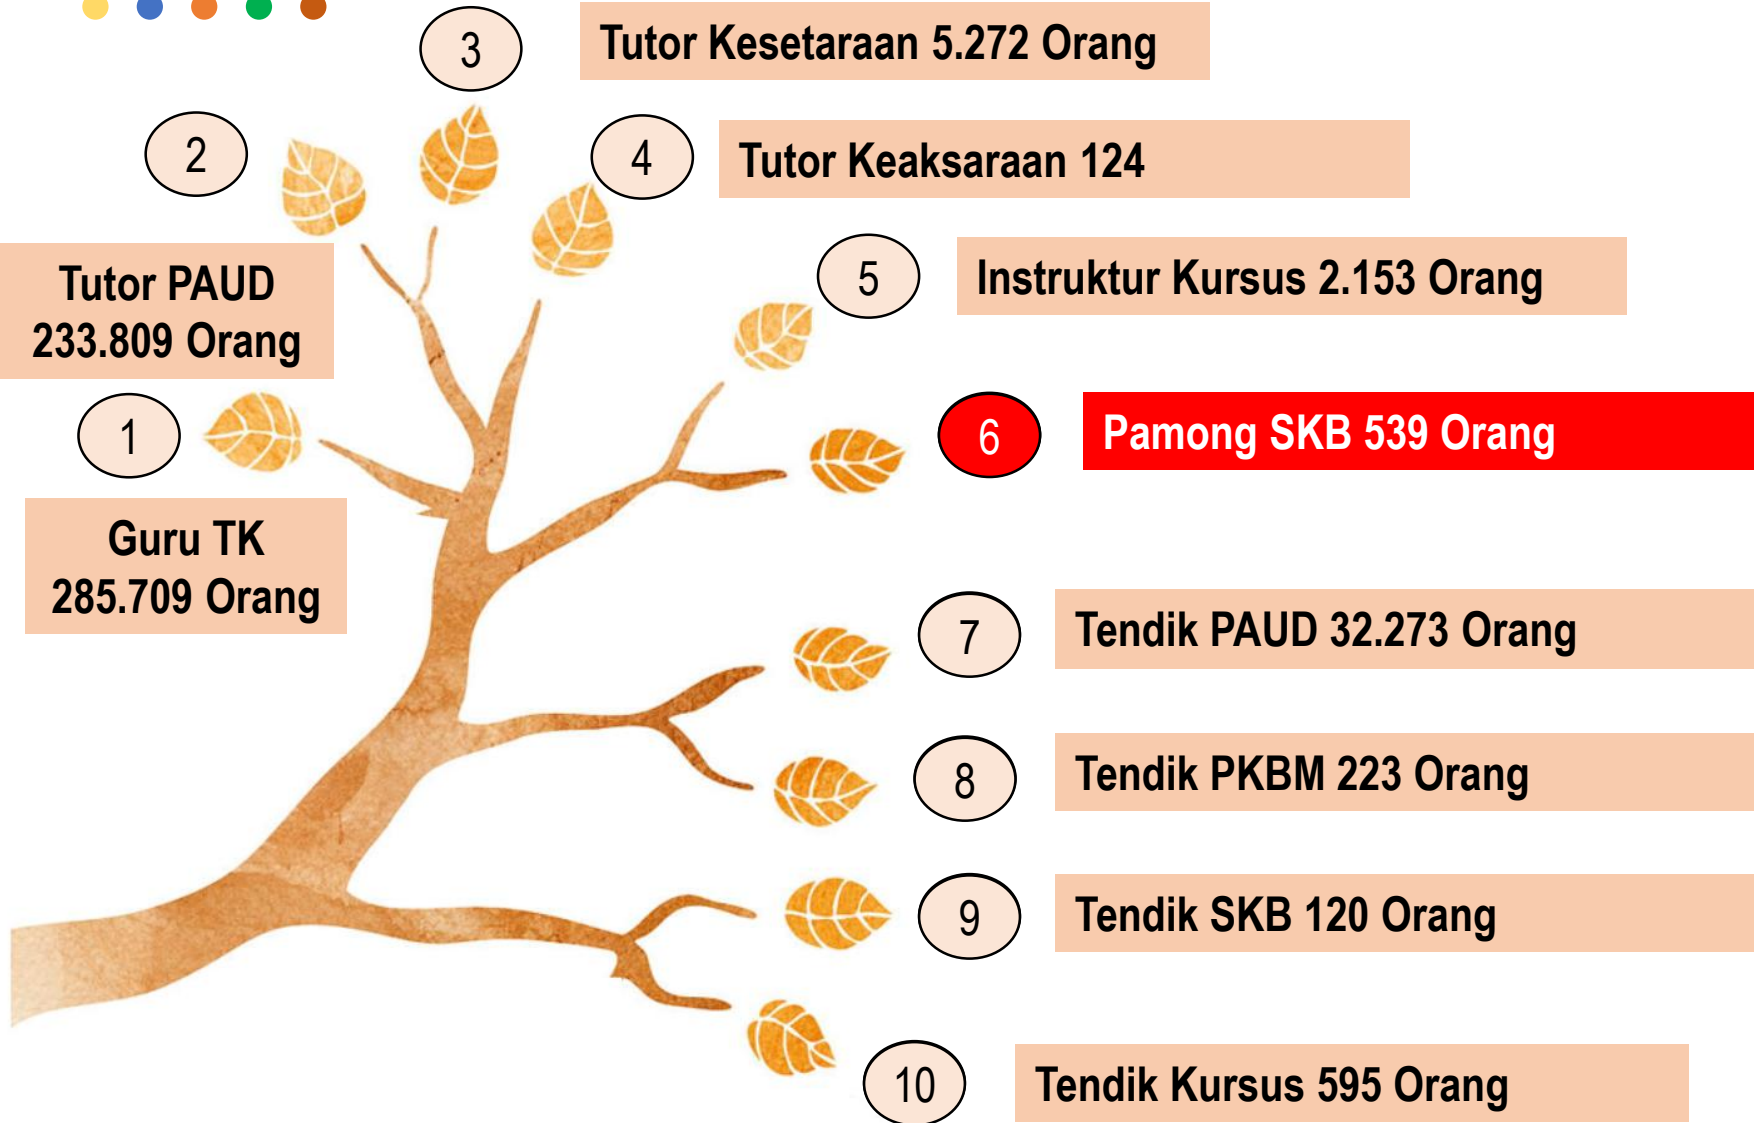 1
Guru TK
285.709 Orang
2
Tutor PAUD
233.809 Orang
3
Tutor Kesetaraan 5.272 Orang
4
Tutor Keaksaraan 124
5
Instruktur Kursus 2.153 Orang
6
Pamong SKB 539 Orang
7
Tendik PAUD 32.273 Orang
8
Tendik PKBM 223 Orang
9
Tendik SKB 120 Orang
10
Tendik Kursus 595 Orang